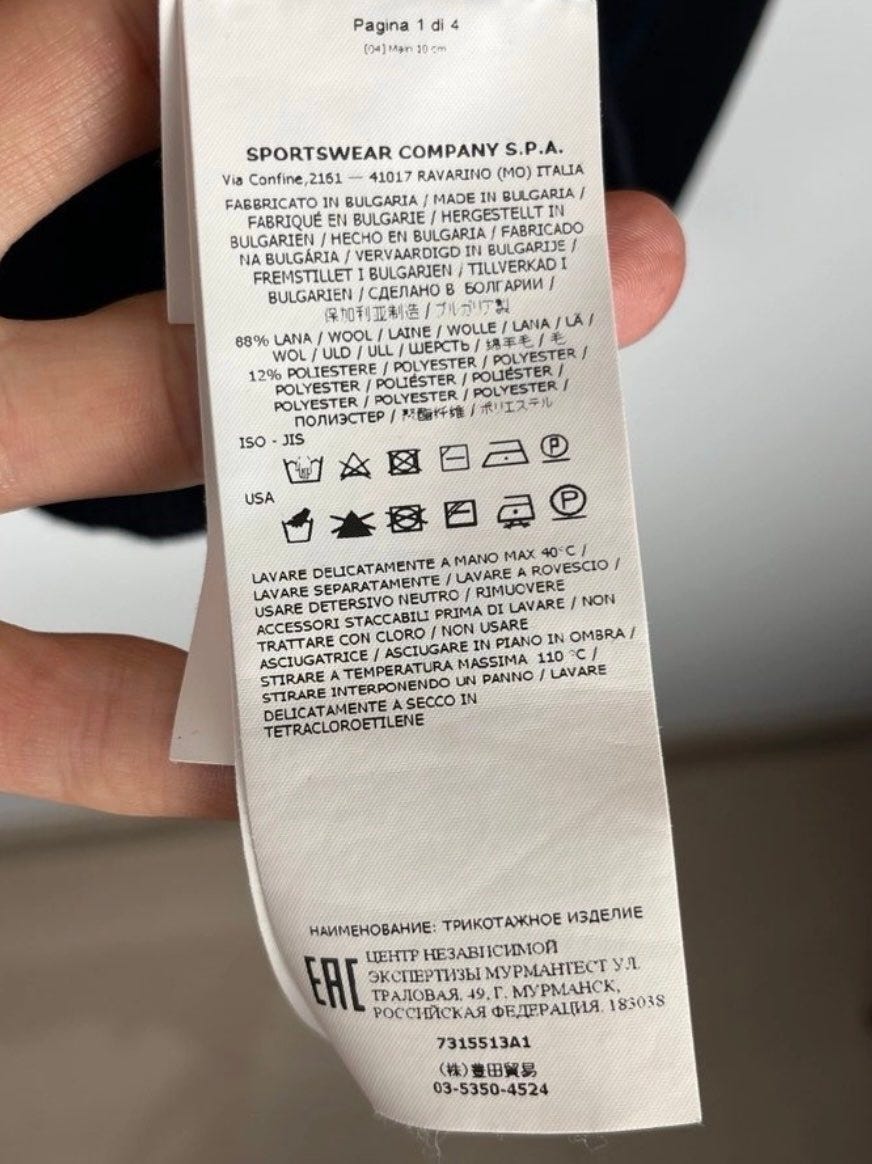 Pagina 1 di 4
[04] Main 10 cm
SPORTSWEAR COMPANY S.P.A.
Via Confine,2161 — 41017 RAVARINO (MO) ITALIA
FABBRICATO IN BULGARIA / MADE IN BULGARIA /
FABRIQUÉ EN BULGARIE / HERGESTELLT IN
BULGARIEN / HECHO EN BULGARIA / FABRICADO
NA BULGÁRIA / VERVAARDIGD IN BULGARIJE /
FREMSTILLET I BULGARIEN / TILLVERKAD I
BULGARIEN / СДЕЛАНО В БОЛГАРИИ /
保加利亚制造 / ブルガリア製
88% LANA / WOOL / LAINE / WOLLE / LANA / LÃ /
WOL / ULD / ULL / ШЕРСТЬ / 绵羊毛 / 毛
12% POLIESTERE / POLYESTER / POLYESTER /
POLYESTER / POLIÉSTER / POLIÉSTER /
POLYESTER / POLYESTER / POLYESTER /
ПОЛИЭСТЕР / 聚酯纤维 / ポリエステル
ISO - JIS
P
USA
P
LAVARE DELICATAMENTE A MANO MAX 40°C /
LAVARE SEPARATAMENTE / LAVARE A ROVESCIO /
USARE DETERSIVO NEUTRO / RIMUOVERE
ACCESSORI STACCABILI PRIMA DI LAVARE / NON
TRATTARE CON CLORO / NON USARE
ASCIUGATRICE / ASCIUGARE IN PIANO IN OMBRA /
STIRARE A TEMPERATURA MASSIMA 110 °C /
STIRARE INTERPONENDO UN PANNO / LAVARE
DELICATAMENTE A SECCO IN
TETRACLOROETILENE
НАИМЕНОВАНИЕ: ТРИКОТАЖНОЕ ИЗДЕЛИЕ
EAC
ЦЕНТР НЕЗАВИСИМОЙ
ЭКСПЕРТИЗЫ МУРМАНТЕСТ УЛ.
ТРАЛОВАЯ, 49, Г. МУРМАНСК,
РОССИЙСКАЯ ФЕДЕРАЦИЯ, 183038
7315513A1
(株)豊田貿易
03-5350-4524